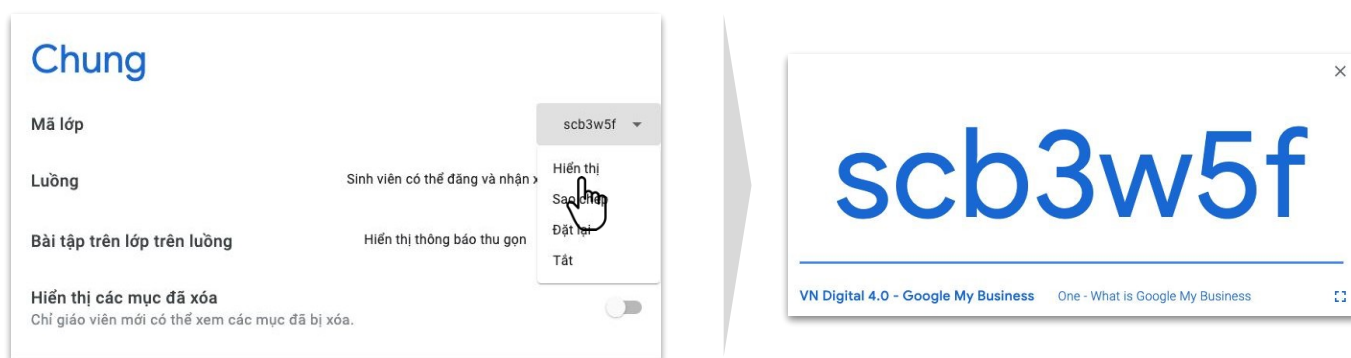 Chung
Mã lớp
scb3w5f
Hiển thị
Luồng
Sinh viên có thể đăng và nhận x
Sao chép
Đặt lại
Bài tập trên lớp trên luồng
Hiển thị thông báo thu gọn
Tắt
Hiển thị các mục đã xóa
Chỉ giáo viên mới có thể xem các mục đã bị xóa.
scb3w5f
VN Digital 4.0 - Google My Business
One - What is Google My Business